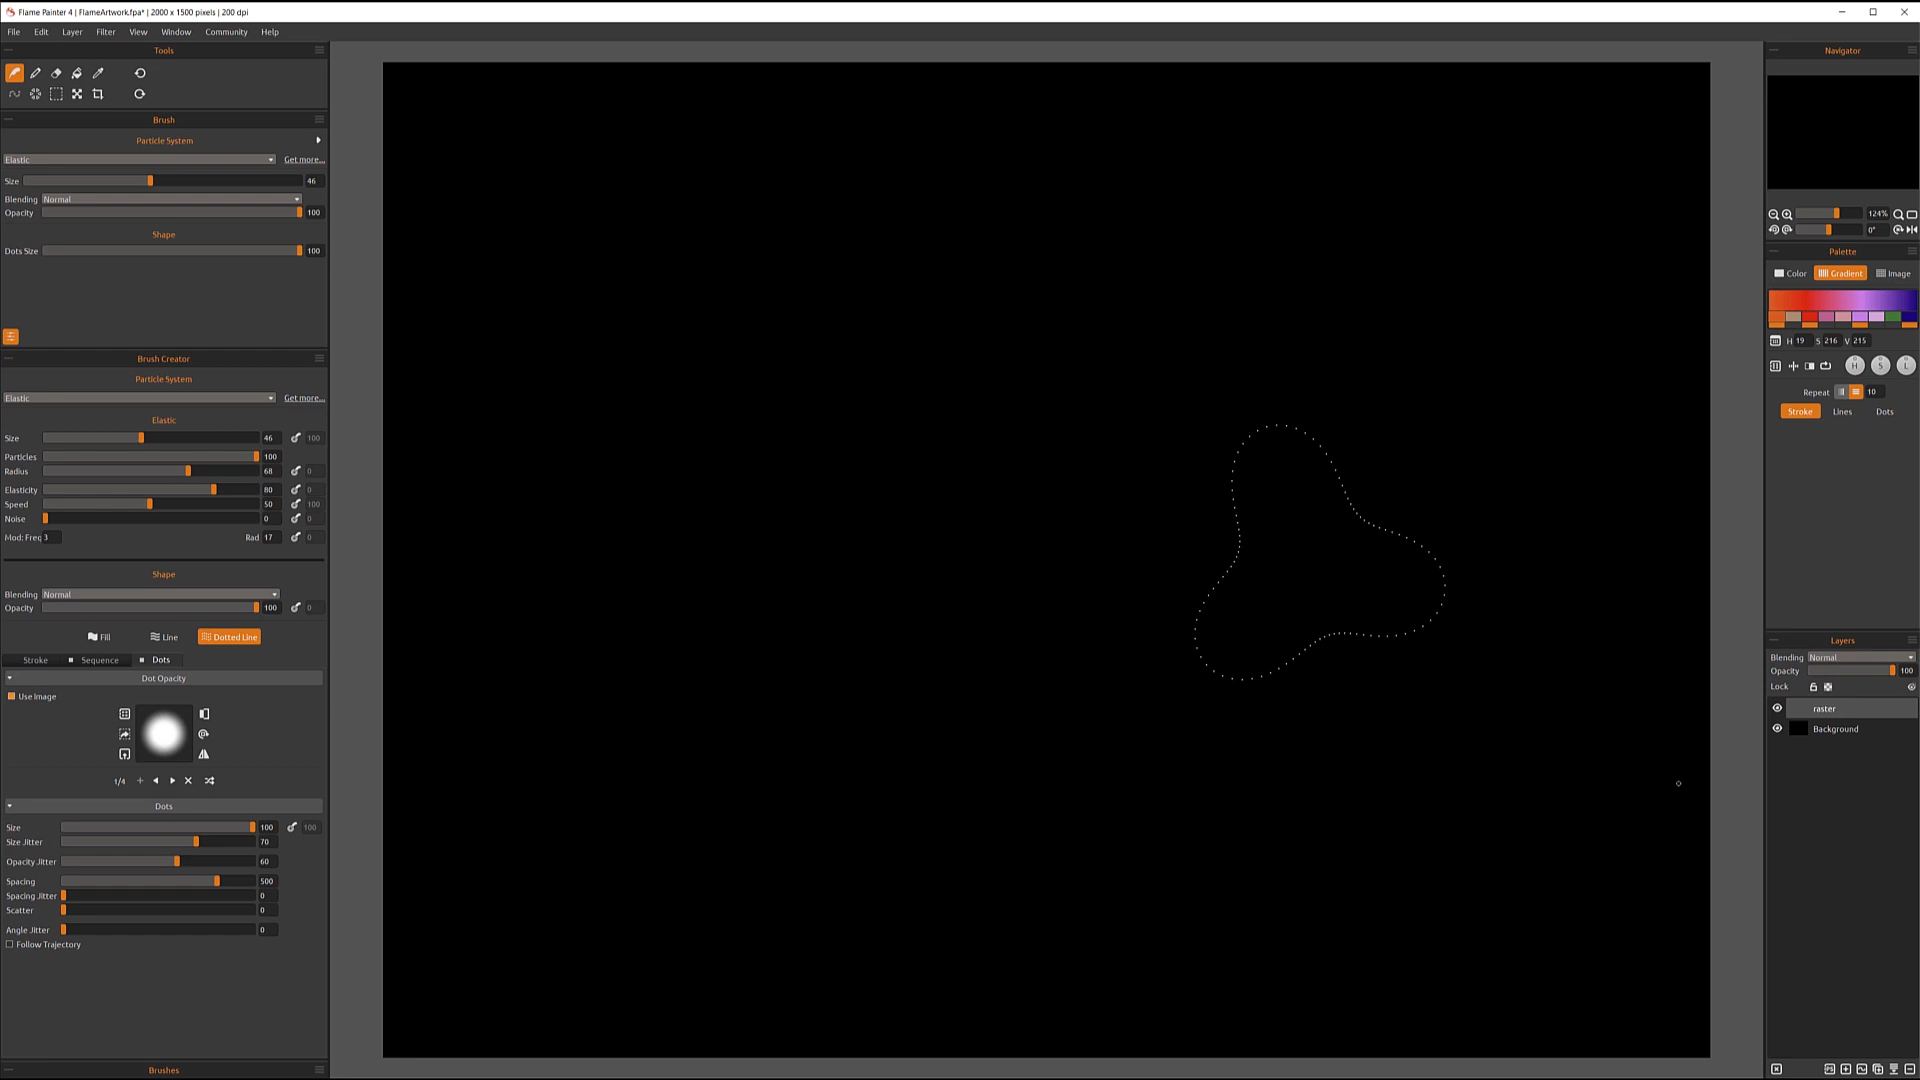 Flame Painter 4 | FlameArtwork.fpa* | 2000 x 1500 pixels | 200 dpi
File Edit Layer Filter View Window Community Help
Tools
Brush
Particle System
Elastic Get more...
Size 46
Blending Normal
Opacity 100
Shape
Dots Size 100
Brush Creator
Particle System
Elastic Get more...
Elastic
Size 46 100
Particles 100
Radius 68 0
Elasticity 80 0
Speed 50 100
Noise 0 0
Mod: Freq 3 Rad 17 0
Shape
Blending Normal
Opacity 100 0
Fill Line Dotted Line
Stroke Sequence Dots
Dot Opacity
Use Image
1/4
Dots
Size 100 100
Size Jitter 70
Opacity Jitter 60
Spacing 500
Spacing Jitter 0
Scatter 0
Angle Jitter 0
Follow Trajectory
Brushes
Navigator
124%
0°
Palette
Color Gradient Image
H 19 S 216 V 215
H S L
Repeat 10
Stroke Lines Dots
Layers
Blending Normal
Opacity 100
Lock
raster
Background